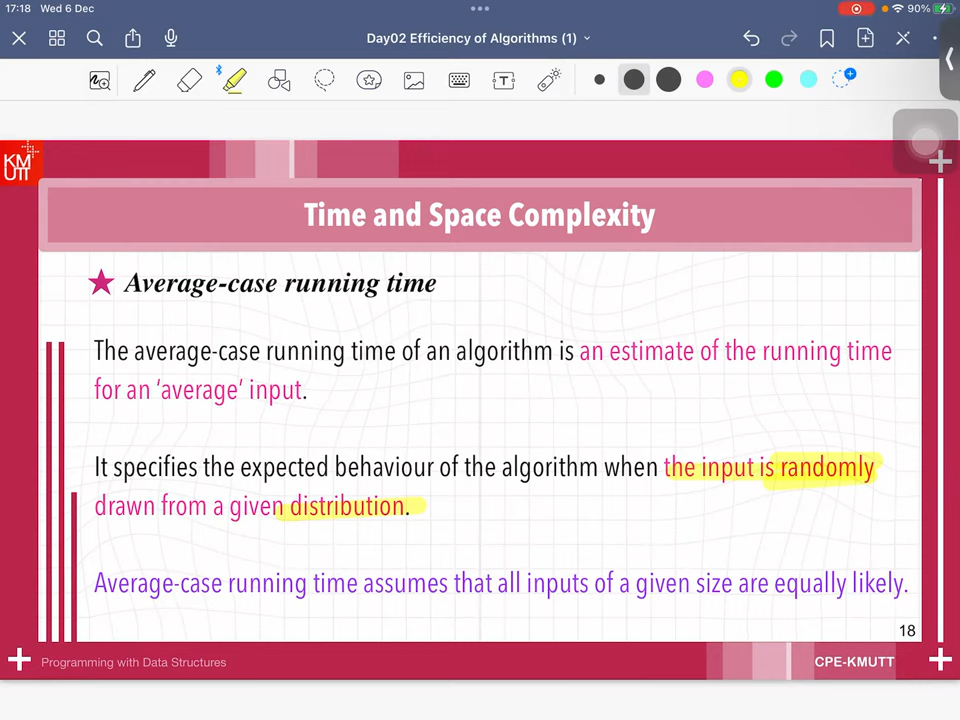 17:18 Wed 6 Dec
90%
Day02 Efficiency of Algorithms (1)
KM
UTT
Time and Space Complexity
Average-case running time
The average-case running time of an algorithm is an estimate of the running time
for an ‘average’ input.
It specifies the expected behaviour of the algorithm when the input is randomly
drawn from a given distribution.
Average-case running time assumes that all inputs of a given size are equally likely.
18
Programming with Data Structures
CPE-KMUTT